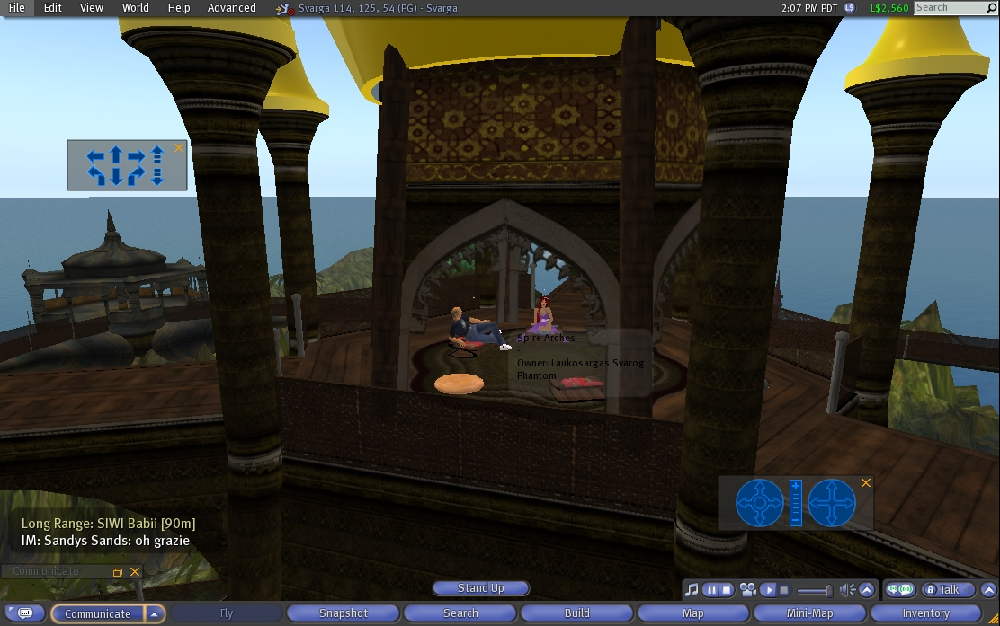 File Edit View World Help Advanced Svarga 114, 125, 54 (PG) - Svarga 2:07 PM PDT L$ L$2,560 Search
Spire Arches
Owner: Laukosargas Svarog
Phantom
Long Range: SIWI Babii [90m]
IM: Sandys Sands: oh grazie
Communicate
Stand Up
Talk
Communicate Fly Snapshot Search Build Map Mini-Map Inventory